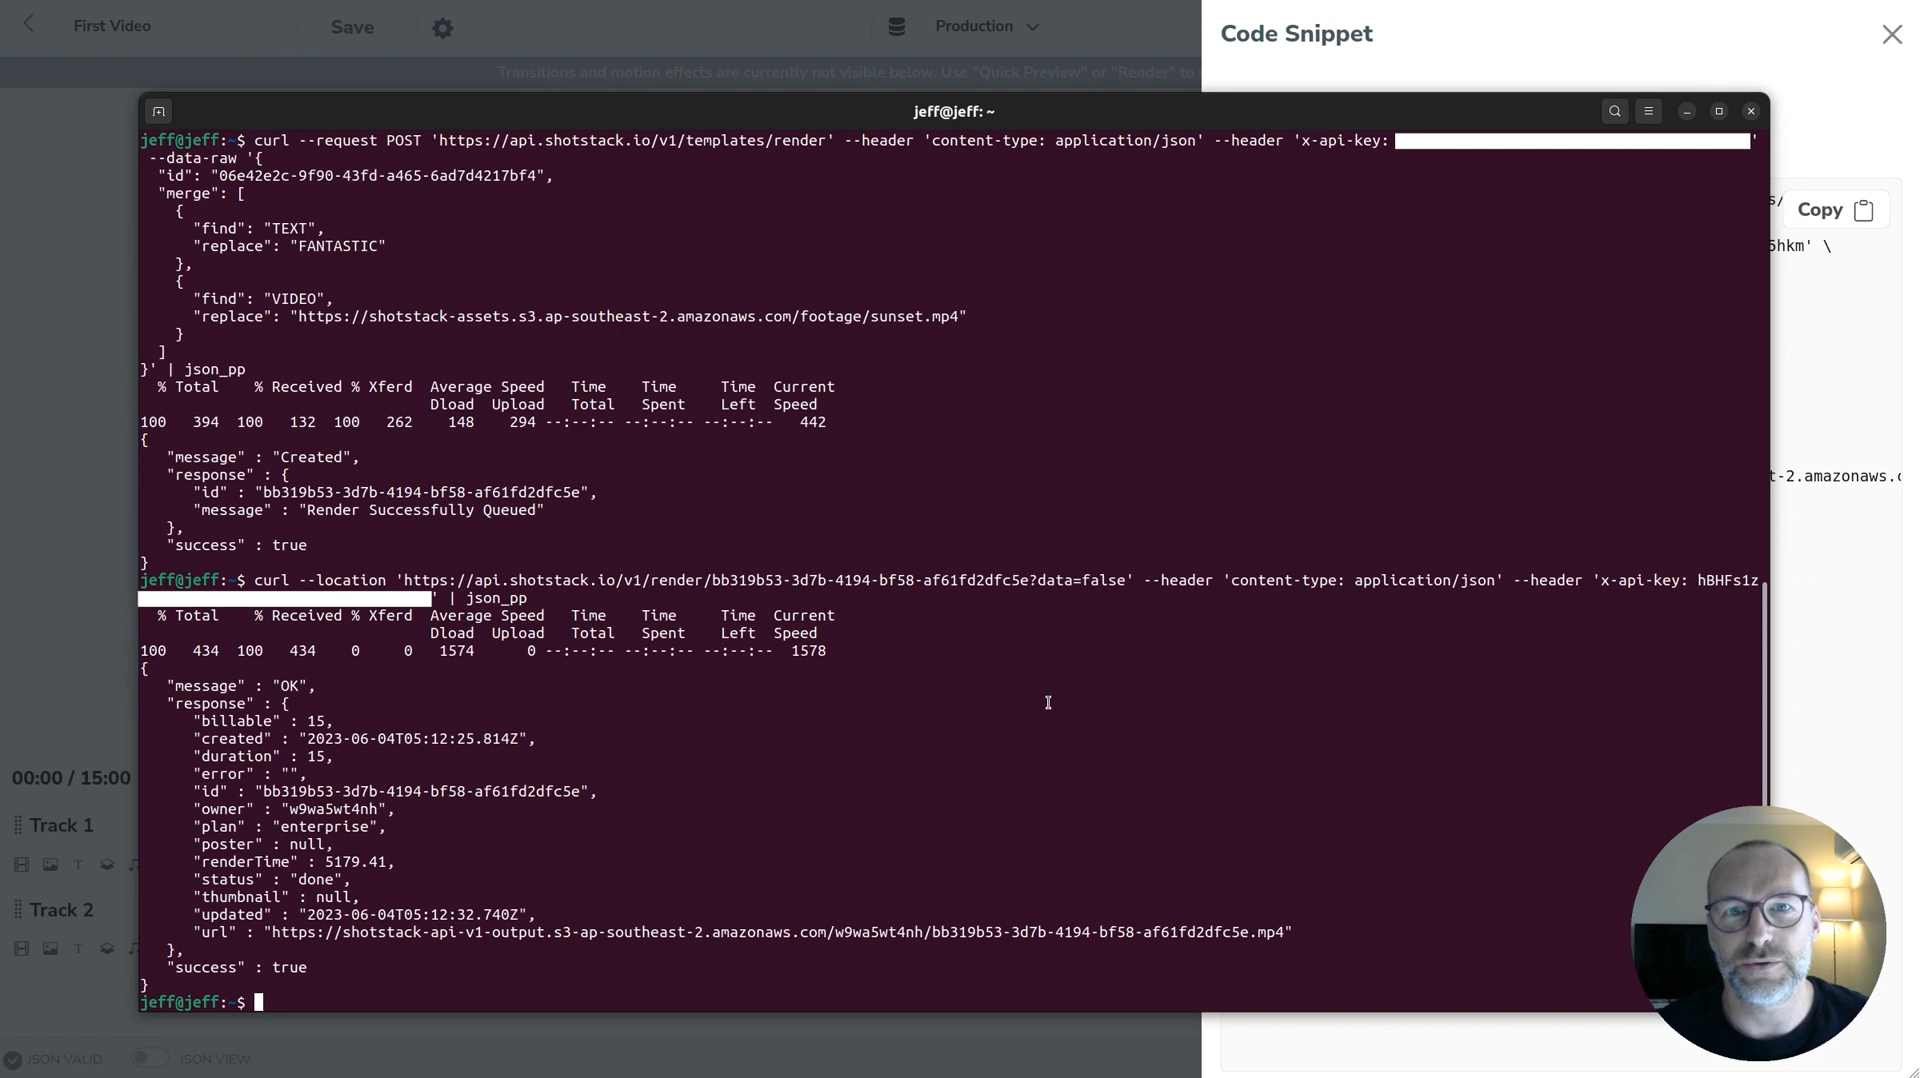 First Video
Save
Production
Code Snippet
Transitions and motion effects are currently not visible below. Use "Quick Preview" or "Render" to
jeff@jeff: ~
jeff@jeff:~$ curl --request POST 'https://api.shotstack.io/v1/templates/render' --header 'content-type: application/json' --header 'x-api-key: '
--data-raw '{
"id": "06e42e2c-9f90-43fd-a465-6ad7d4217bf4",
"merge": [
{
"find": "TEXT",
"replace": "FANTASTIC"
},
{
"find": "VIDEO",
"replace": "https://shotstack-assets.s3.ap-southeast-2.amazonaws.com/footage/sunset.mp4"
}
]
}' | json_pp
% Total % Received % Xferd Average Speed Time Time Time Current
Dload Upload Total Spent Left Speed
100 394 100 132 100 262 148 294 --:--:-- --:--:-- --:--:-- 442
{
"message" : "Created",
"response" : {
"id" : "bb319b53-3d7b-4194-bf58-af61fd2dfc5e",
"message" : "Render Successfully Queued"
},
"success" : true
}
jeff@jeff:~$ curl --location 'https://api.shotstack.io/v1/render/bb319b53-3d7b-4194-bf58-af61fd2dfc5e?data=false' --header 'content-type: application/json' --header 'x-api-key: hBHFs1z
' | json_pp
% Total % Received % Xferd Average Speed Time Time Time Current
Dload Upload Total Spent Left Speed
100 434 100 434 0 0 1574 0 --:--:-- --:--:-- --:--:-- 1578
{
"message" : "OK",
"response" : {
"billable" : 15,
"created" : "2023-06-04T05:12:25.814Z",
"duration" : 15,
"error" : "",
"id" : "bb319b53-3d7b-4194-bf58-af61fd2dfc5e",
"owner" : "w9wa5wt4nh",
"plan" : "enterprise",
"poster" : null,
"renderTime" : 5179.41,
"status" : "done",
"thumbnail" : null,
"updated" : "2023-06-04T05:12:32.740Z",
"url" : "https://shotstack-api-v1-output.s3-ap-southeast-2.amazonaws.com/w9wa5wt4nh/bb319b53-3d7b-4194-bf58-af61fd2dfc5e.mp4"
},
"success" : true
}
jeff@jeff:~$
s/
Copy
5hkm' \
t-2.amazonaws.c
00:00 / 15:00
Track 1
T
Track 2
T
JSON VALID
JSON VIEW